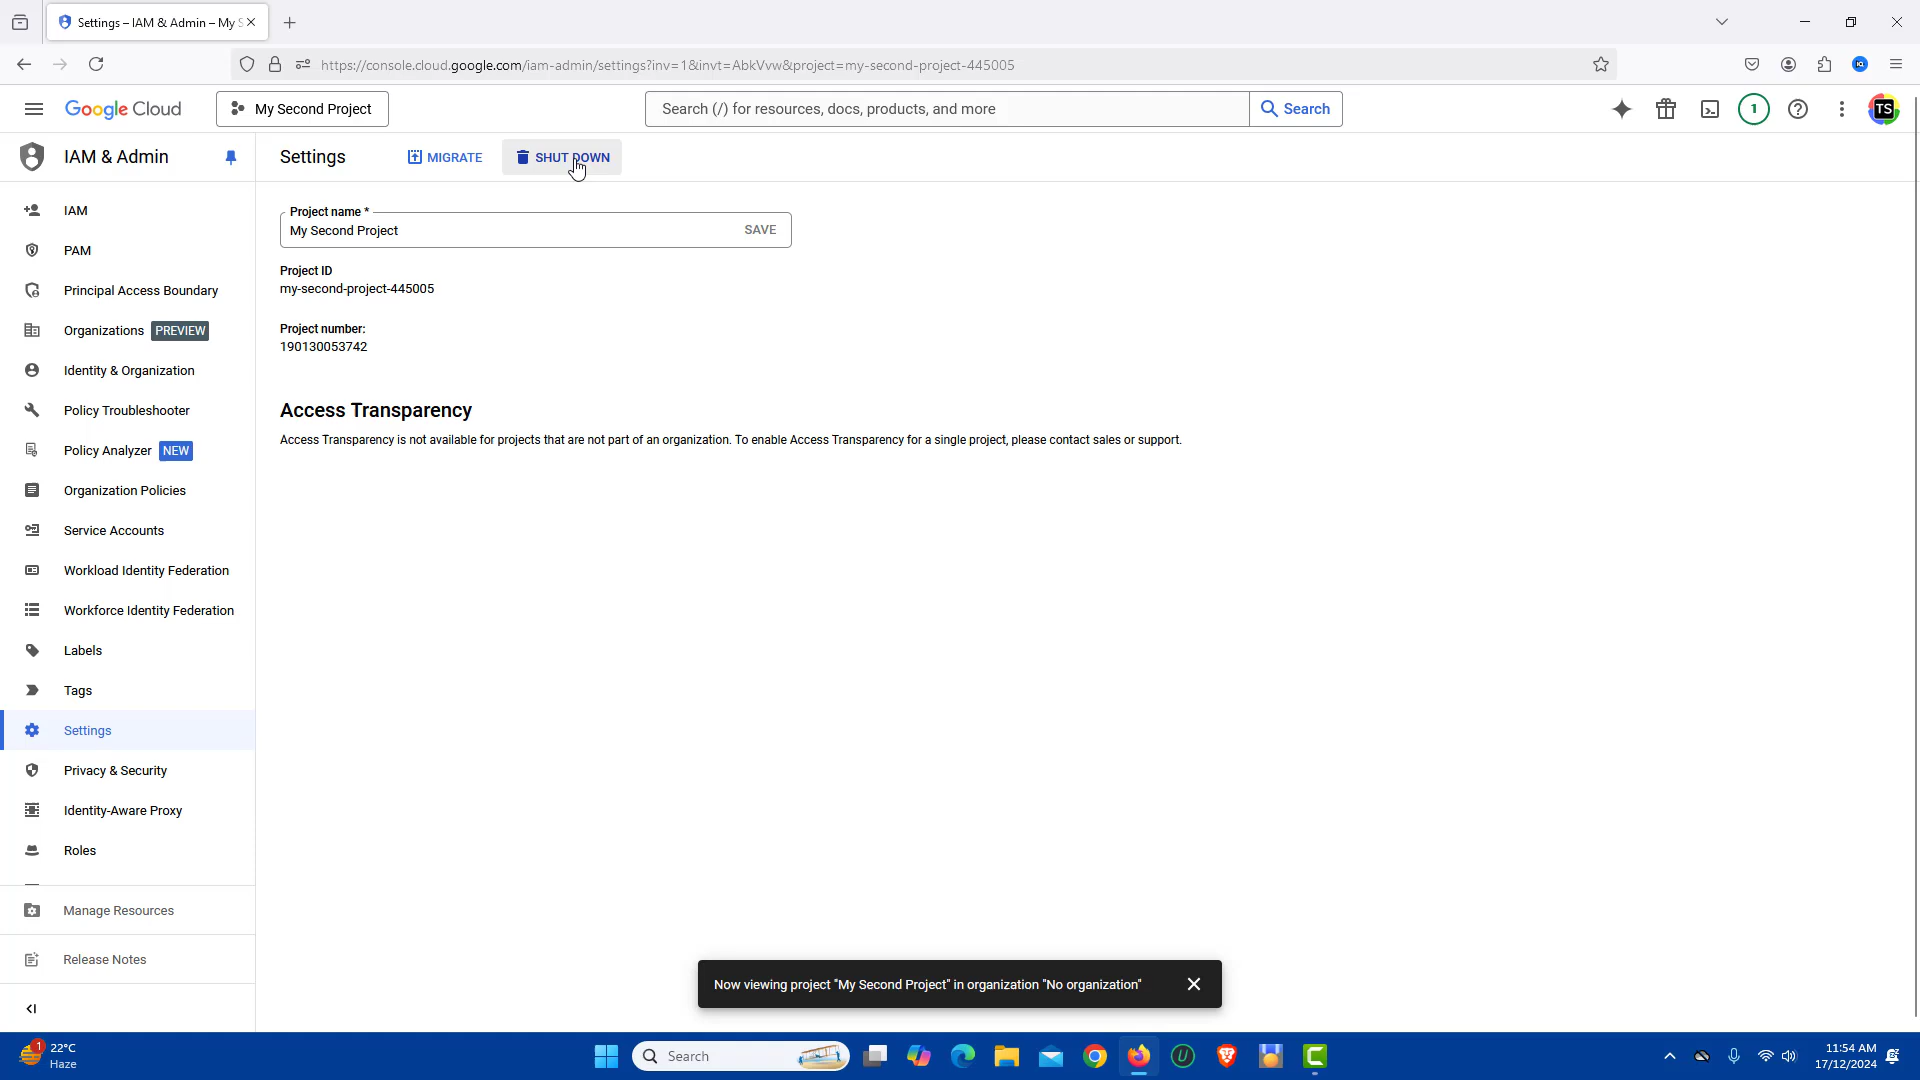 Settings – IAM & Admin – My S
https://console.cloud.google.com/iam-admin/settings?inv=1&invt=AbkVvw&project=my-second-project-445005
Google Cloud
My Second Project
Search (/) for resources, docs, products, and more
Search
1
TS
IAM & Admin
Settings
MIGRATE
SHUT DOWN
IAM
PAM
Principal Access Boundary
Organizations PREVIEW
Identity & Organization
Policy Troubleshooter
Policy Analyzer NEW
Organization Policies
Service Accounts
Workload Identity Federation
Workforce Identity Federation
Labels
Tags
Settings
Privacy & Security
Identity-Aware Proxy
Roles
Manage Resources
Release Notes
Project name *
My Second Project
SAVE
Project ID
my-second-project-445005
Project number:
190130053742
Access Transparency
Access Transparency is not available for projects that are not part of an organization. To enable Access Transparency for a single project, please contact sales or support.
Now viewing project "My Second Project" in organization "No organization"
1
22°C
Haze
Search
11:54 AM
17/12/2024